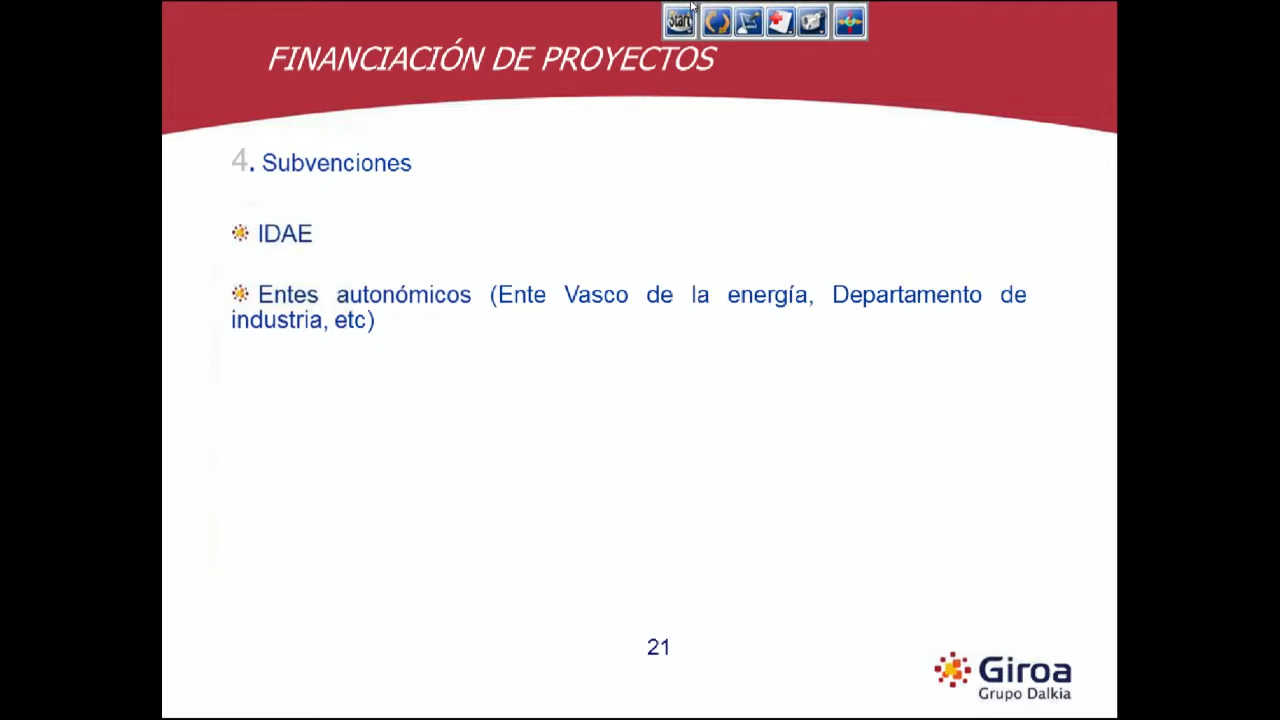 Start
FINANCIACIÓN DE PROYECTOS
4. Subvenciones
IDAE
Entes autonómicos (Ente Vasco de la energía, Departamento de
industria, etc)
21
Giroa
Grupo Dalkia